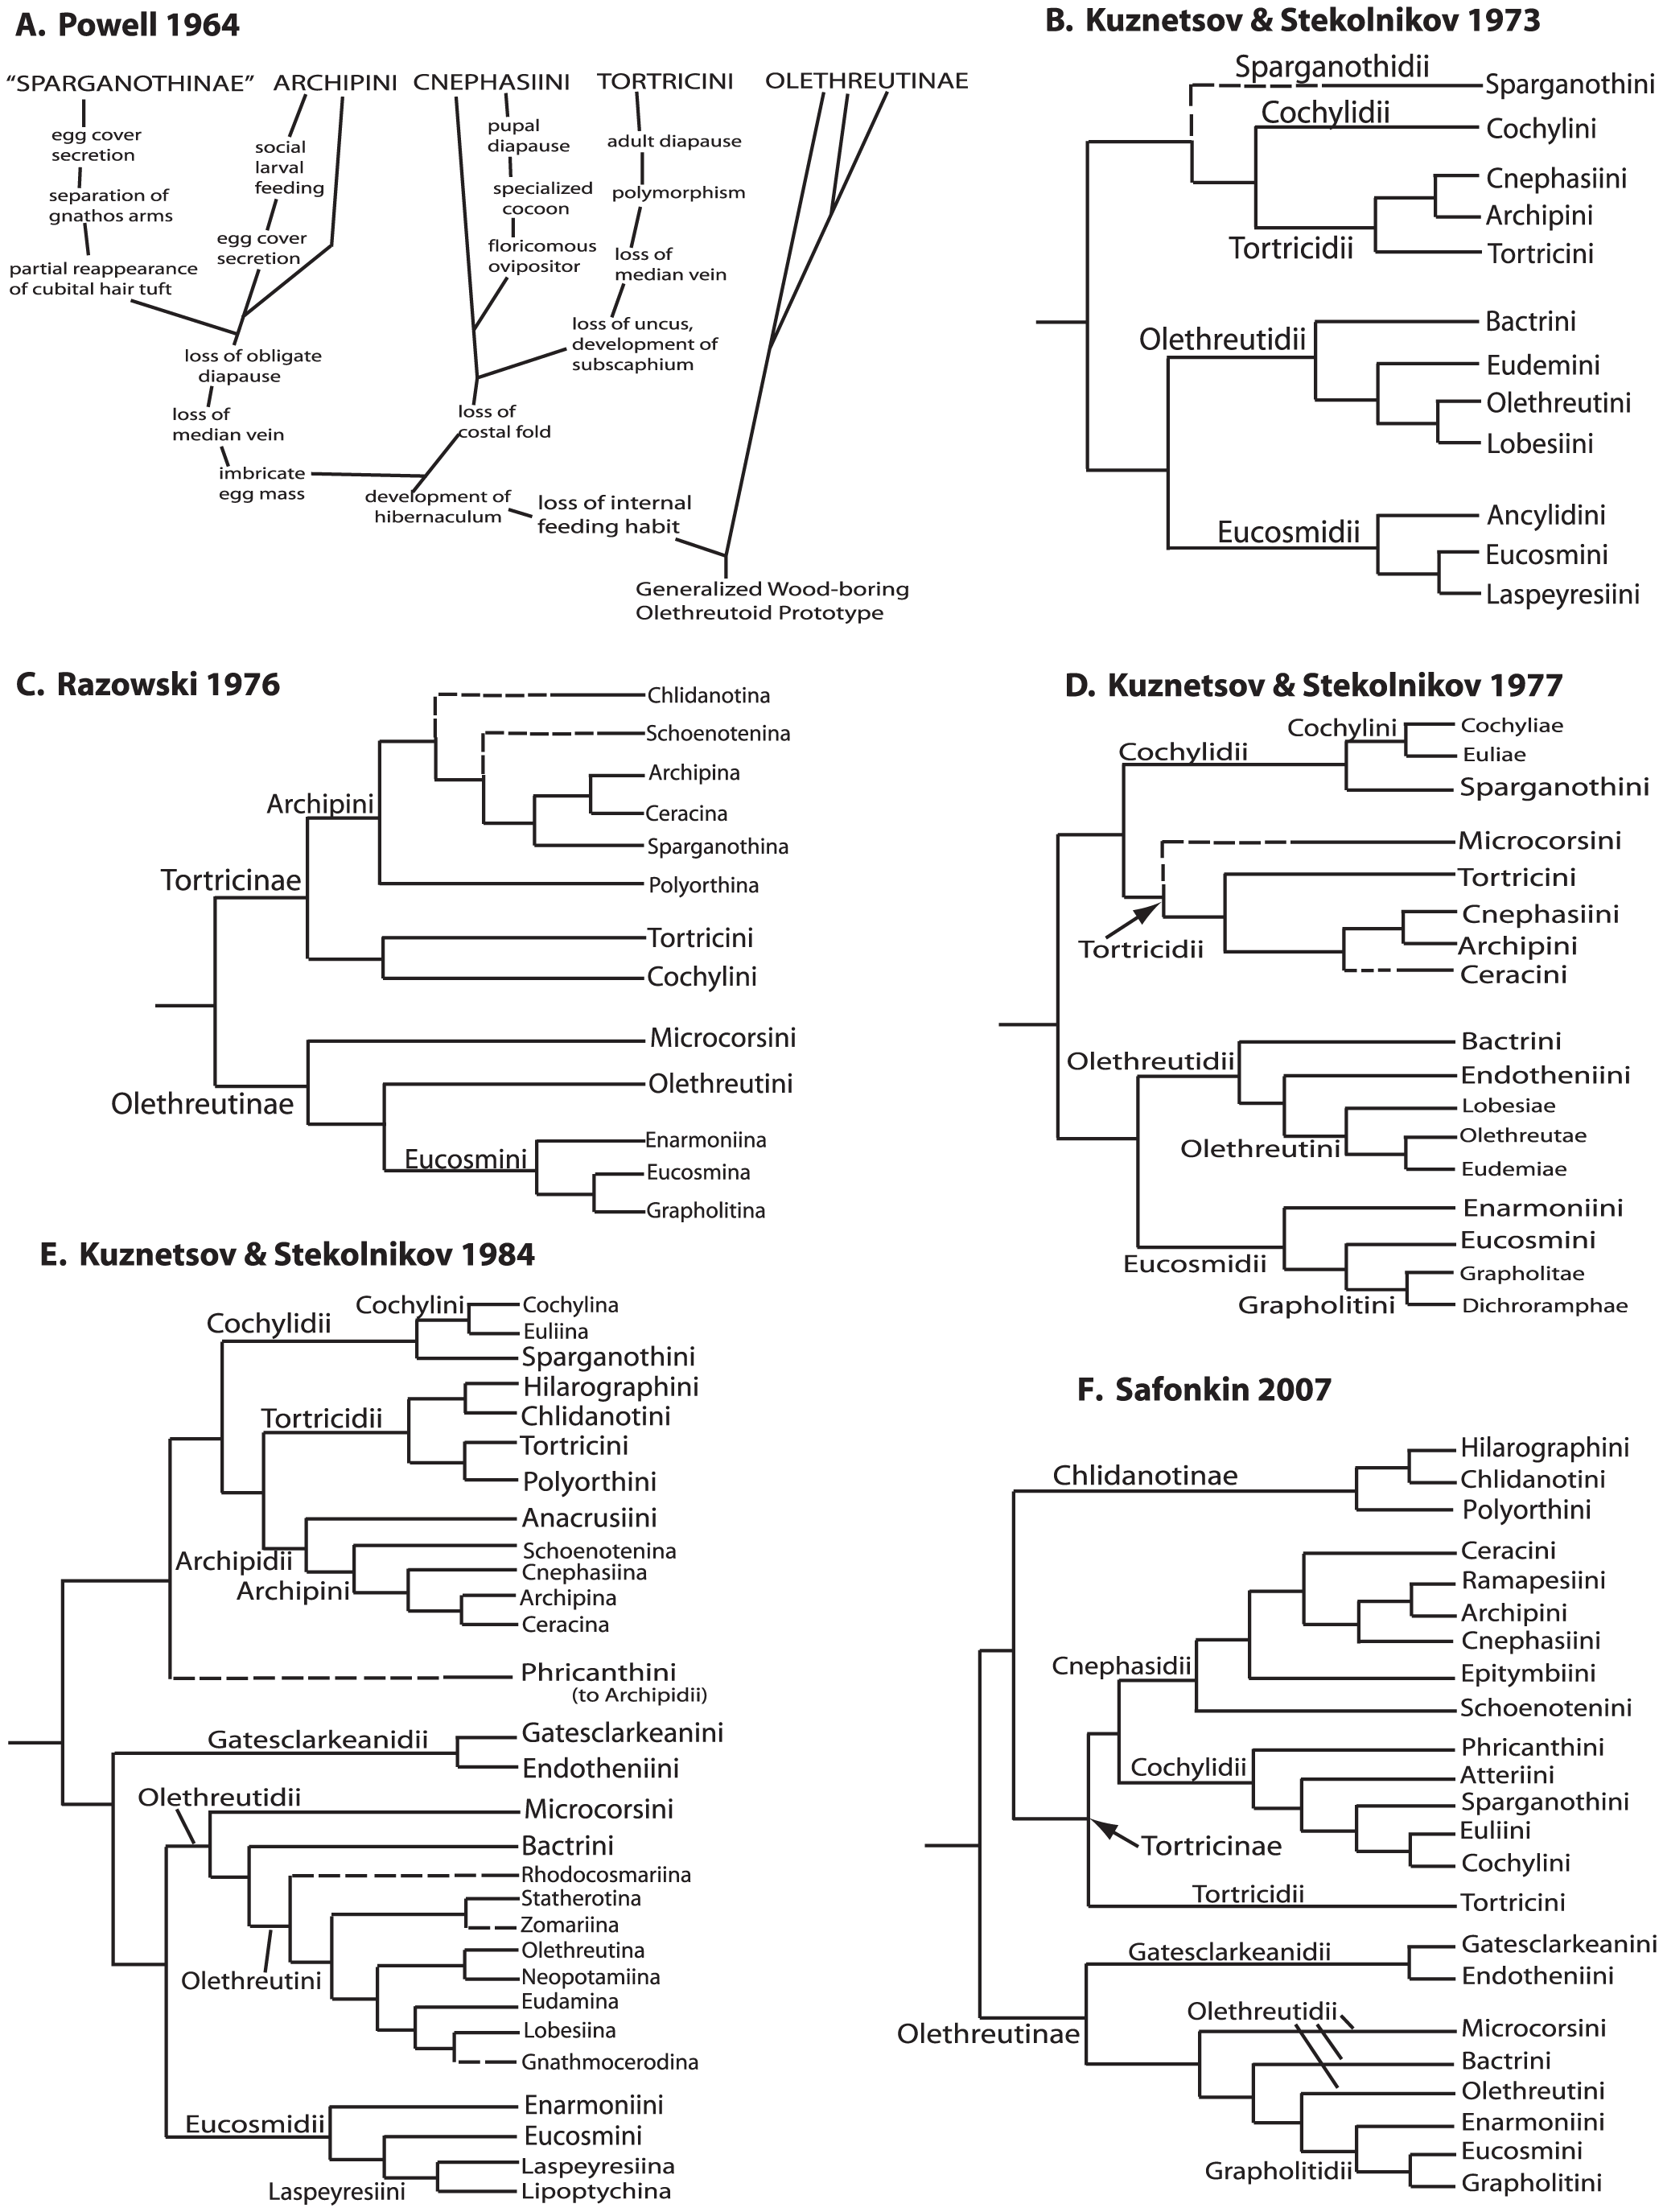 A. Powell 1964
“SPARGANOTHINAE” ARCHIPINI CNEPHASIINI TORTRICINI OLETHREUTINAE
egg cover
secretion
separation of
gnathos arms
partial reappearance
of cubital hair tuft
social
larval
feeding
egg cover
secretion
loss of obligate
diapause
loss of
median vein
imbricate
egg mass
pupal
diapause
specialized
cocoon
floricomous
ovipositor
adult diapause
polymorphism
loss of
median vein
loss of uncus,
development of
subscaphium
loss of
costal fold
development of
hibernaculum
loss of internal
feeding habit
Generalized Wood-boring
Olethreutoid Prototype
B. Kuznetsov & Stekolnikov 1973
Sparganothidii
Sparganothini
Cochylidii
Cochylini
Cnephasiini
Archipini
Tortricidii
Tortricini
Bactrini
Olethreutidii
Eudemini
Olethreutini
Lobesiini
Ancylidini
Eucosmidii
Eucosmini
Laspeyresiini
C. Razowski 1976
Chlidanotina
Schoenotenina
Archipina
Archipini
Ceracina
Sparganothina
Tortricinae
Polyorthina
Tortricini
Cochylini
Microcorsini
Olethreutini
Olethreutinae
Enarmoniina
Eucosmini
Eucosmina
Grapholitina
D. Kuznetsov & Stekolnikov 1977
Cochylini
Cochyliae
Cochylidii
Euliae
Sparganothini
Microcorsini
Tortricini
Cnephasiini
Tortricidii
Archipini
Ceracini
Bactrini
Olethreutidii
Endotheniini
Lobesiae
Olethreutini
Olethreutae
Eudemiae
Enarmoniini
Eucosmini
Eucosmidii
Grapholitae
Grapholitini
Dichroramphae
E. Kuznetsov & Stekolnikov 1984
Cochylini
Cochylina
Cochylidii
Euliina
Sparganothini
Hilarographini
Tortricidii
Chlidanotini
Tortricini
Polyorthini
Anacrusiini
Schoenotenina
Archipidii
Cnephasiina
Archipini
Archipina
Ceracina
Phricanthini
(to Archipidii)
Gatesclarkeanidii
Gatesclarkeanini
Endotheniini
Olethreutidii
Microcorsini
Bactrini
Rhodocosmariina
Statherotina
Zomariina
Olethreutina
Olethreutini
Neopotamiina
Eudamina
Lobesiina
Gnathmocerodina
Enarmoniini
Eucosmidii
Eucosmini
Laspeyresiina
Laspeyresiini
Lipoptychina
F. Safonkin 2007
Hilarographini
Chlidanotinae
Chlidanotini
Polyorthini
Ceracini
Ramapesiini
Archipini
Cnephasiini
Cnephasidii
Epitymbiini
Schoenotenini
Phricanthini
Cochylidii
Atteriini
Sparganothini
Euliini
Tortricinae
Cochylini
Tortricidii
Tortricini
Gatesclarkeanidii
Gatesclarkeanini
Endotheniini
Olethreutidii
Olethreutinae
Microcorsini
Bactrini
Olethreutini
Enarmoniini
Eucosmini
Grapholitidii
Grapholitini